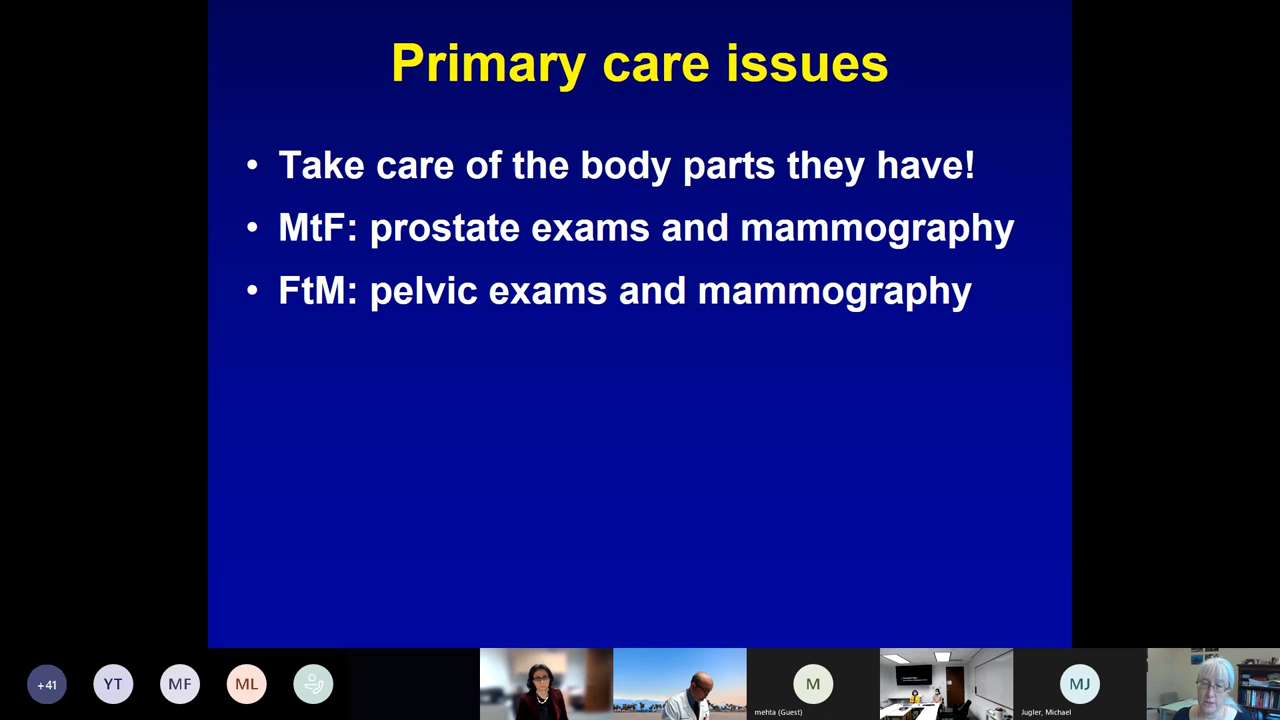 Primary care issues
• Take care of the body parts they have!
• MtF: prostate exams and mammography
• FtM: pelvic exams and mammography
+41
YT
MF
ML
M
mehta (Guest)
MJ
Jugler, Michael